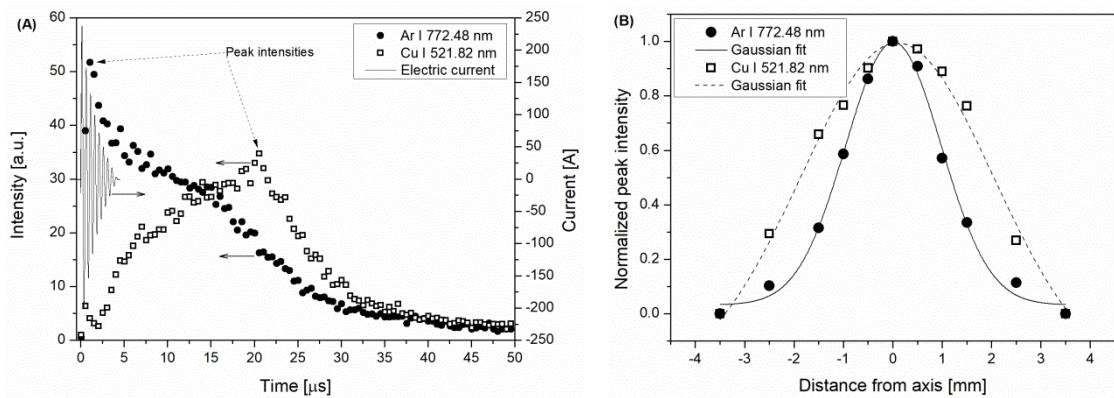 (A)
60
50
40
30
20
10
0
Intensity [a.u.]
0 5 10 15 20 25 30 35 40 45 50
Time [μs]
250
200
150
100
50
0
-50
-100
-150
-200
-250
Current [A]
Peak intensities
Ar I 772.48 nm
Cu I 521.82 nm
Electric current
(B)
Ar I 772.48 nm
Gaussian fit
Cu I 521.82 nm
Gaussian fit
1.0
0.8
0.6
0.4
0.2
0.0
Normalized peak intensity
-4 -3 -2 -1 0 1 2 3 4
Distance from axis [mm]